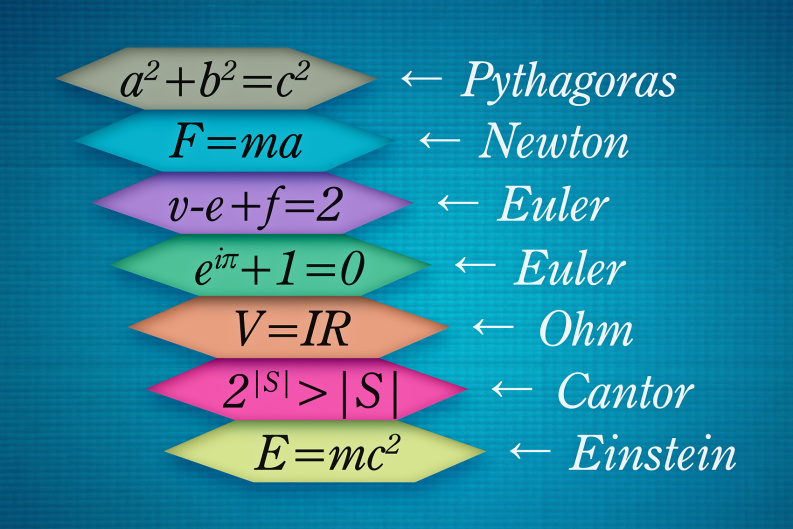 a²+b²=c² ← Pythagoras
F=ma ← Newton
v-e+f=2 ← Euler
e^{iπ}+1=0 ← Euler
V=IR ← Ohm
2^{|S|}>|S| ← Cantor
E=mc² ← Einstein